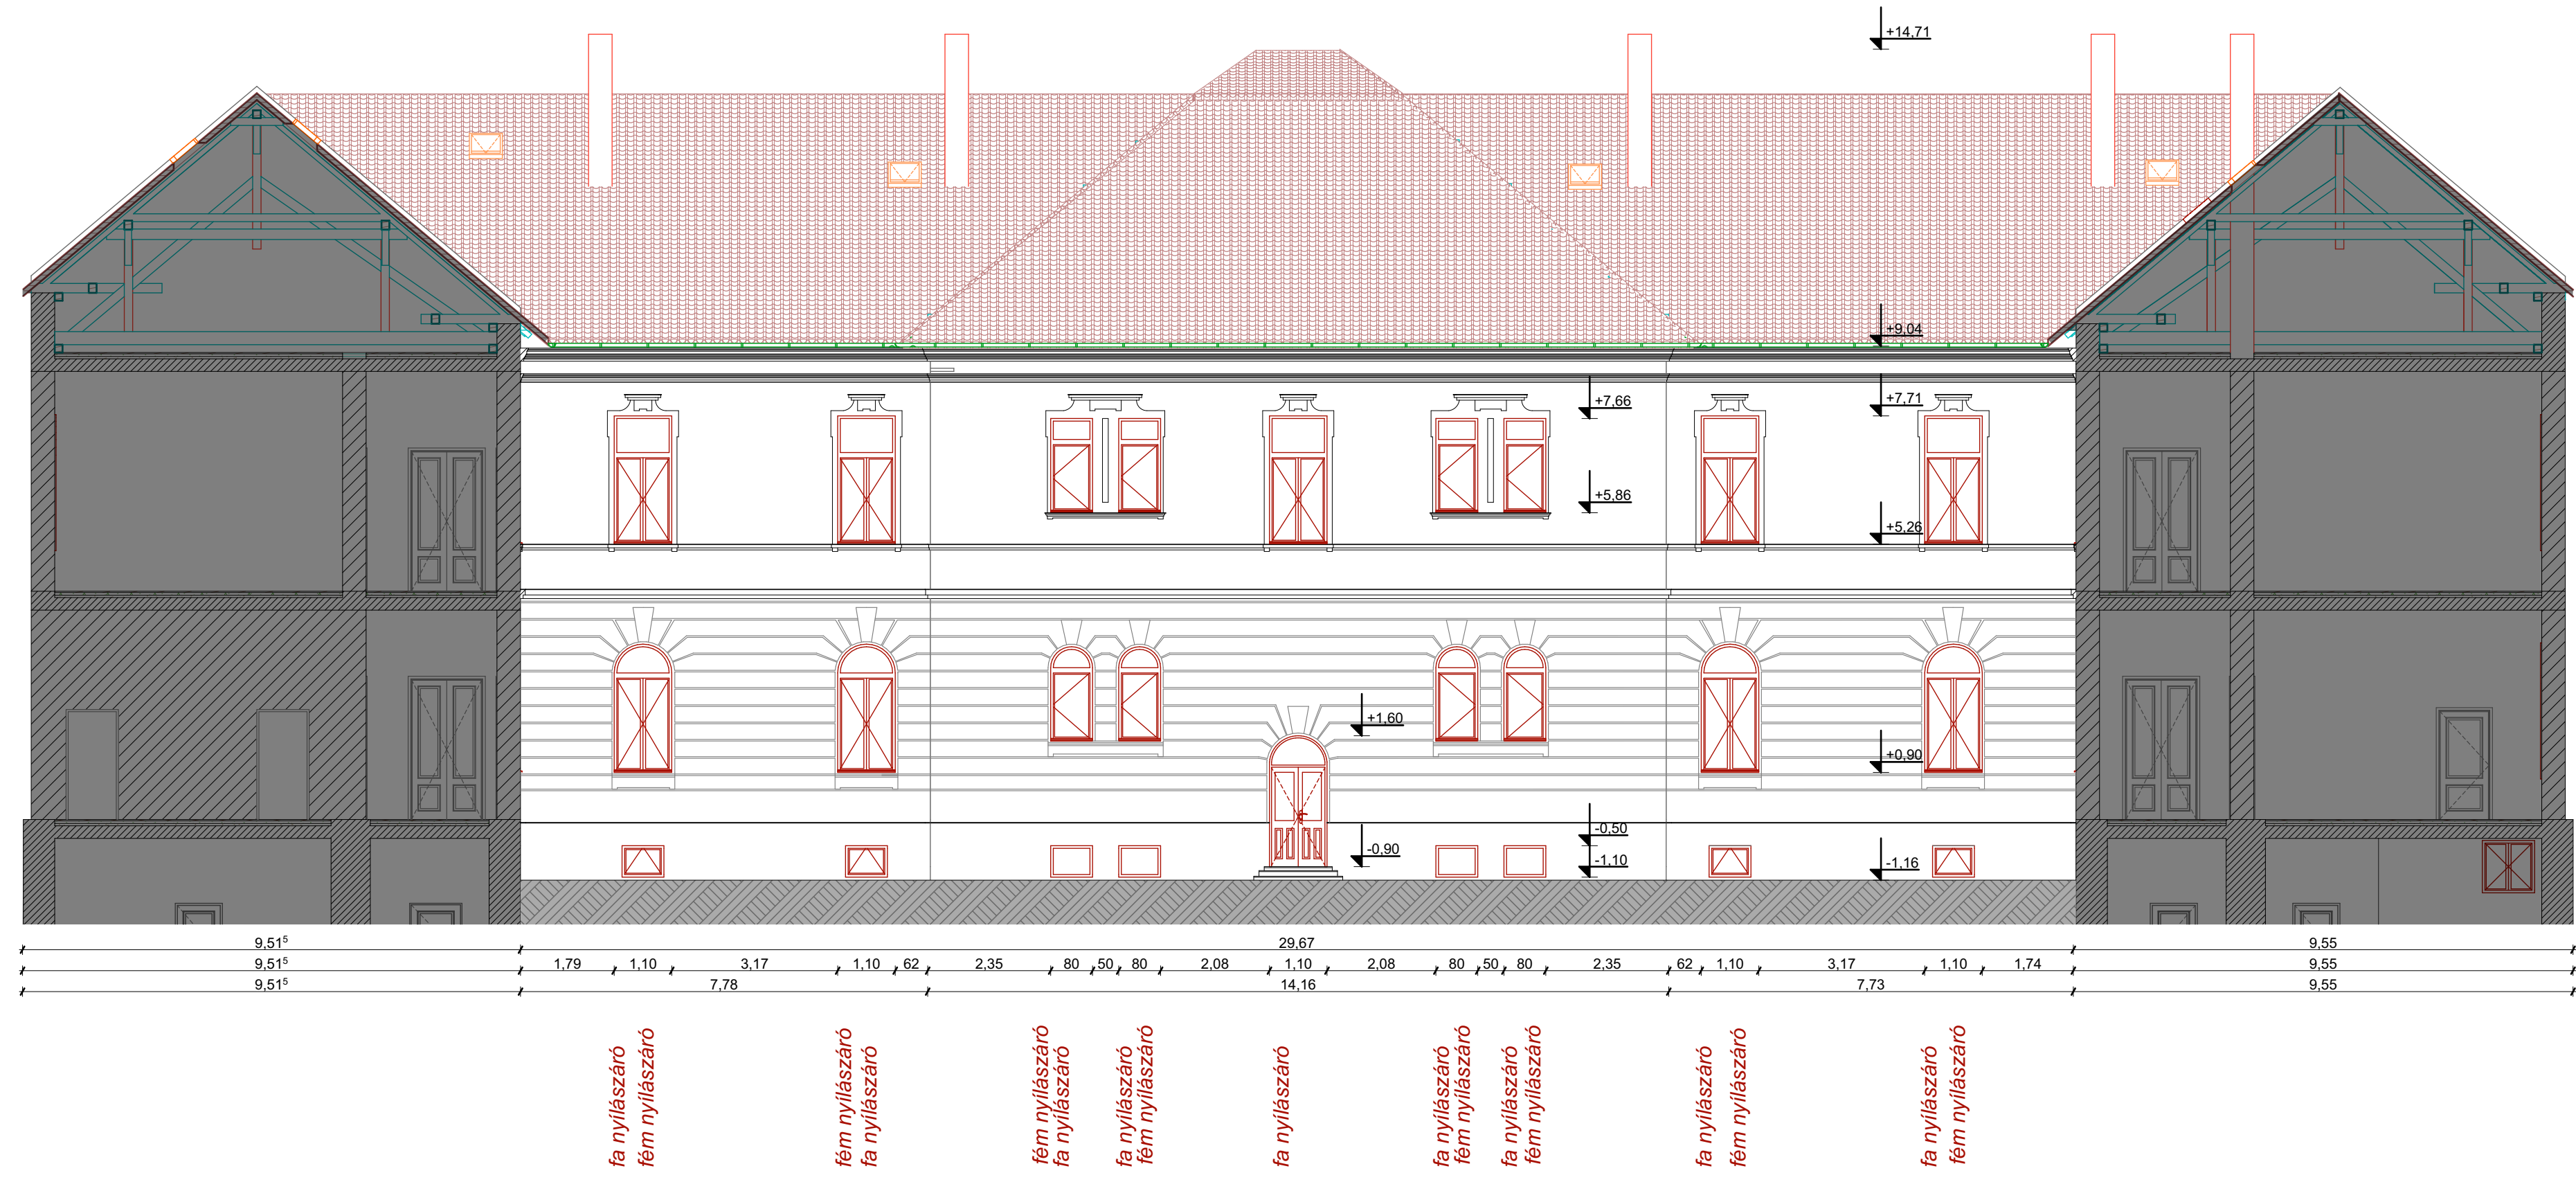 +14,71
+9,04
+7,66
+7,71
+5,86
+5,26
+1,60
+0,90
-0,50
-0,90
-1,10
-1,16
9,51⁵ 29,67 9,55
9,51⁵ 1,79 1,10 3,17 1,10 62 2,35 80 50 80 2,08 1,10 2,08 80 50 80 2,35 62 1,10 3,17 1,10 1,74 9,55
9,51⁵ 7,78 14,16 7,73 9,55
fa nyílászáró
fém nyílászáró
fém nyílászáró
fa nyílászáró
fém nyílászáró
fa nyílászáró
fa nyílászáró
fém nyílászáró
fa nyílászáró
fa nyílászáró
fém nyílászáró
fa nyílászáró
fém nyílászáró
fa nyílászáró
fém nyílászáró
fa nyílászáró
fém nyílászáró